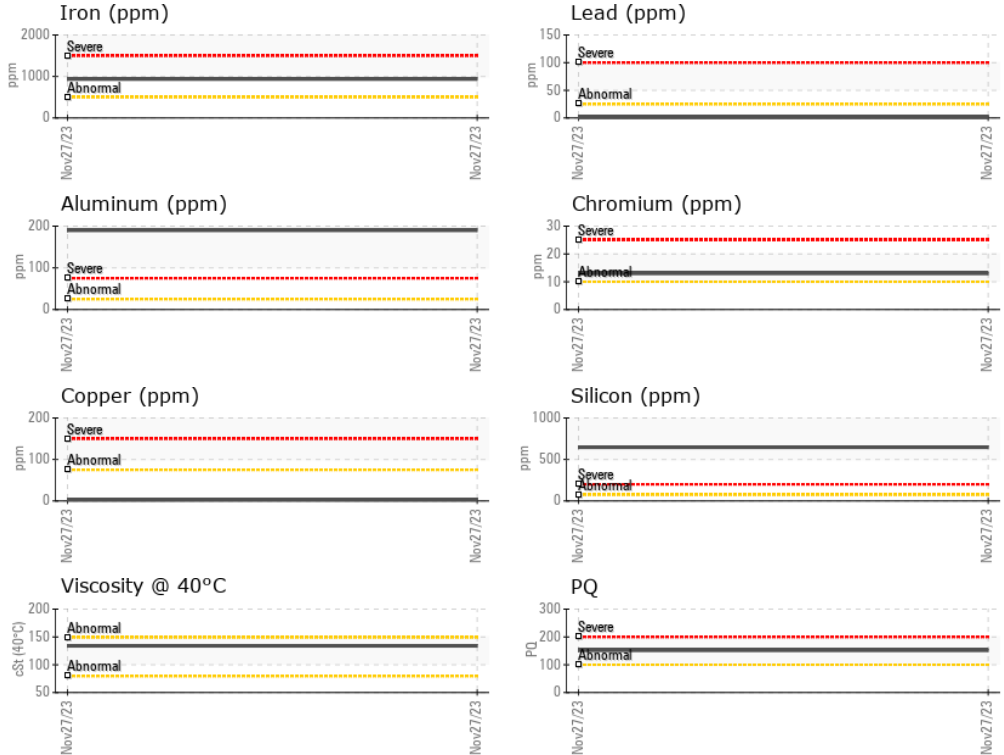 Iron (ppm)
2000
1000
0
ppm
Severe
Abnormal
Nov27/23
Nov27/23
Lead (ppm)
150
100
50
0
ppm
Severe
Abnormal
Nov27/23
Nov27/23
Aluminum (ppm)
200
100
0
ppm
Severe
Abnormal
Nov27/23
Nov27/23
Chromium (ppm)
30
20
10
0
ppm
Severe
Abnormal
Nov27/23
Nov27/23
Copper (ppm)
200
100
0
ppm
Severe
Abnormal
Nov27/23
Nov27/23
Silicon (ppm)
1000
500
0
ppm
Severe
Abnormal
Nov27/23
Nov27/23
Viscosity @ 40°C
200
150
100
50
cSt (40°C)
Abnormal
Abnormal
Nov27/23
Nov27/23
PQ
300
200
100
0
PQ
Severe
Abnormal
Nov27/23
Nov27/23